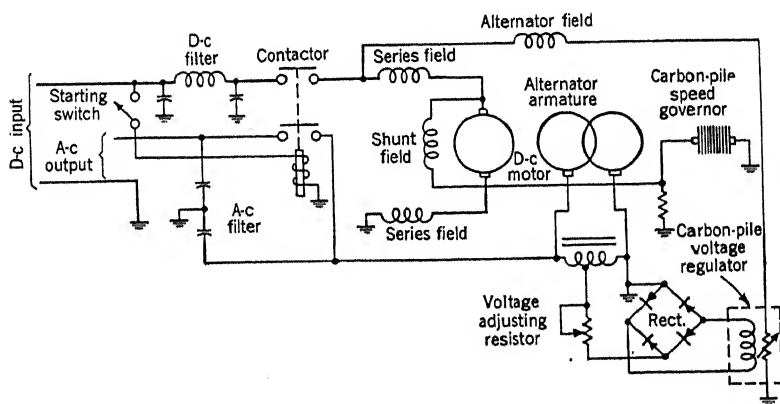 Alternator field
D-c
filter
Contactor
Series field
Alternator
armature
Carbon-pile
speed
governor
D-c input
Starting
switch
A-c
output
Shunt
field
D-c
motor
A-c
filter
Series field
Carbon-pile
voltage
regulator
Voltage
adjusting
resistor
Rect.